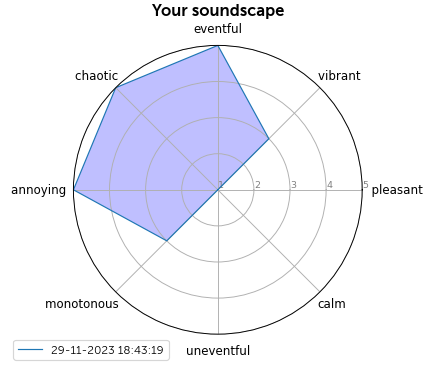 Your soundscape
eventful
chaotic
vibrant
annoying
1
2
3
4
5
pleasant
monotonous
calm
29-11-2023 18:43:19
uneventful